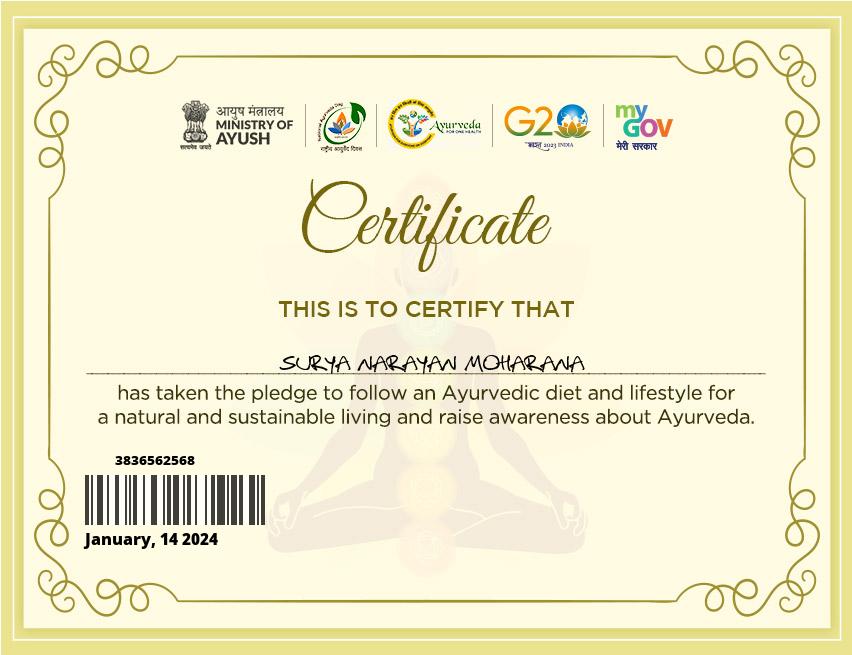 आयुष मंत्रालय
MINISTRY OF
AYUSH
सत्यमेव जयते
National Ayurveda Day
राष्ट्रीय आयुर्वेद दिवस
Ayurveda
FOR ONE HEALTH
G20
भारत 2023 INDIA
my
GOV
मेरी सरकार
Certificate
THIS IS TO CERTIFY THAT
SURYA NARAYAN MOHARANA
has taken the pledge to follow an Ayurvedic diet and lifestyle for
a natural and sustainable living and raise awareness about Ayurveda.
3836562568
January, 14 2024